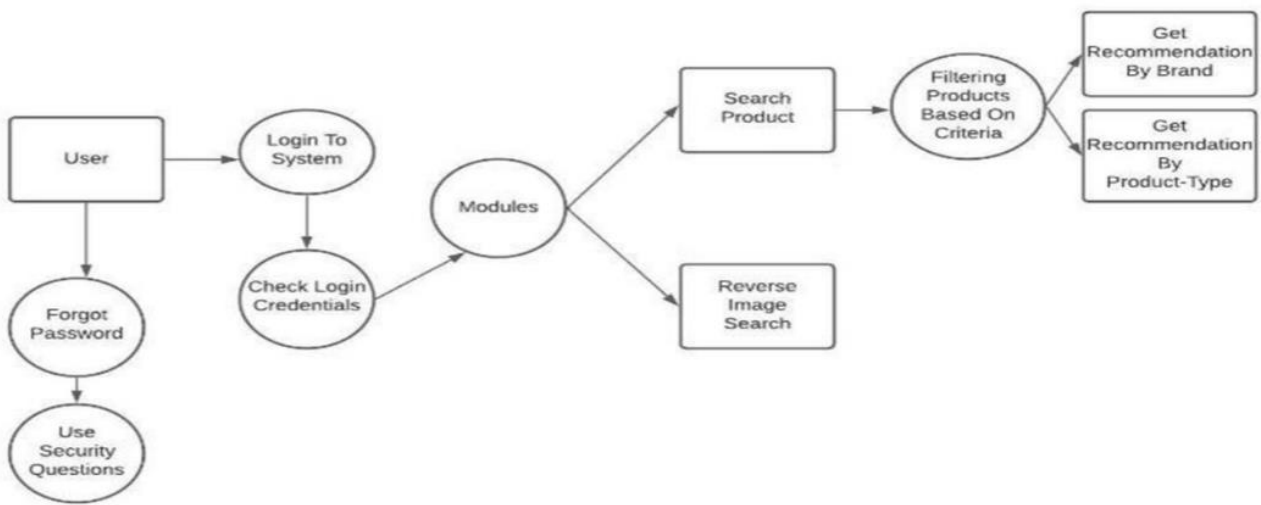 User
Login To
System
Check Login
Credentials
Forgot
Password
Use
Security
Questions
Modules
Search
Product
Reverse
Image
Search
Filtering
Products
Based On
Criteria
Get
Recommendation
By Brand
Get
Recommendation
By
Product-Type